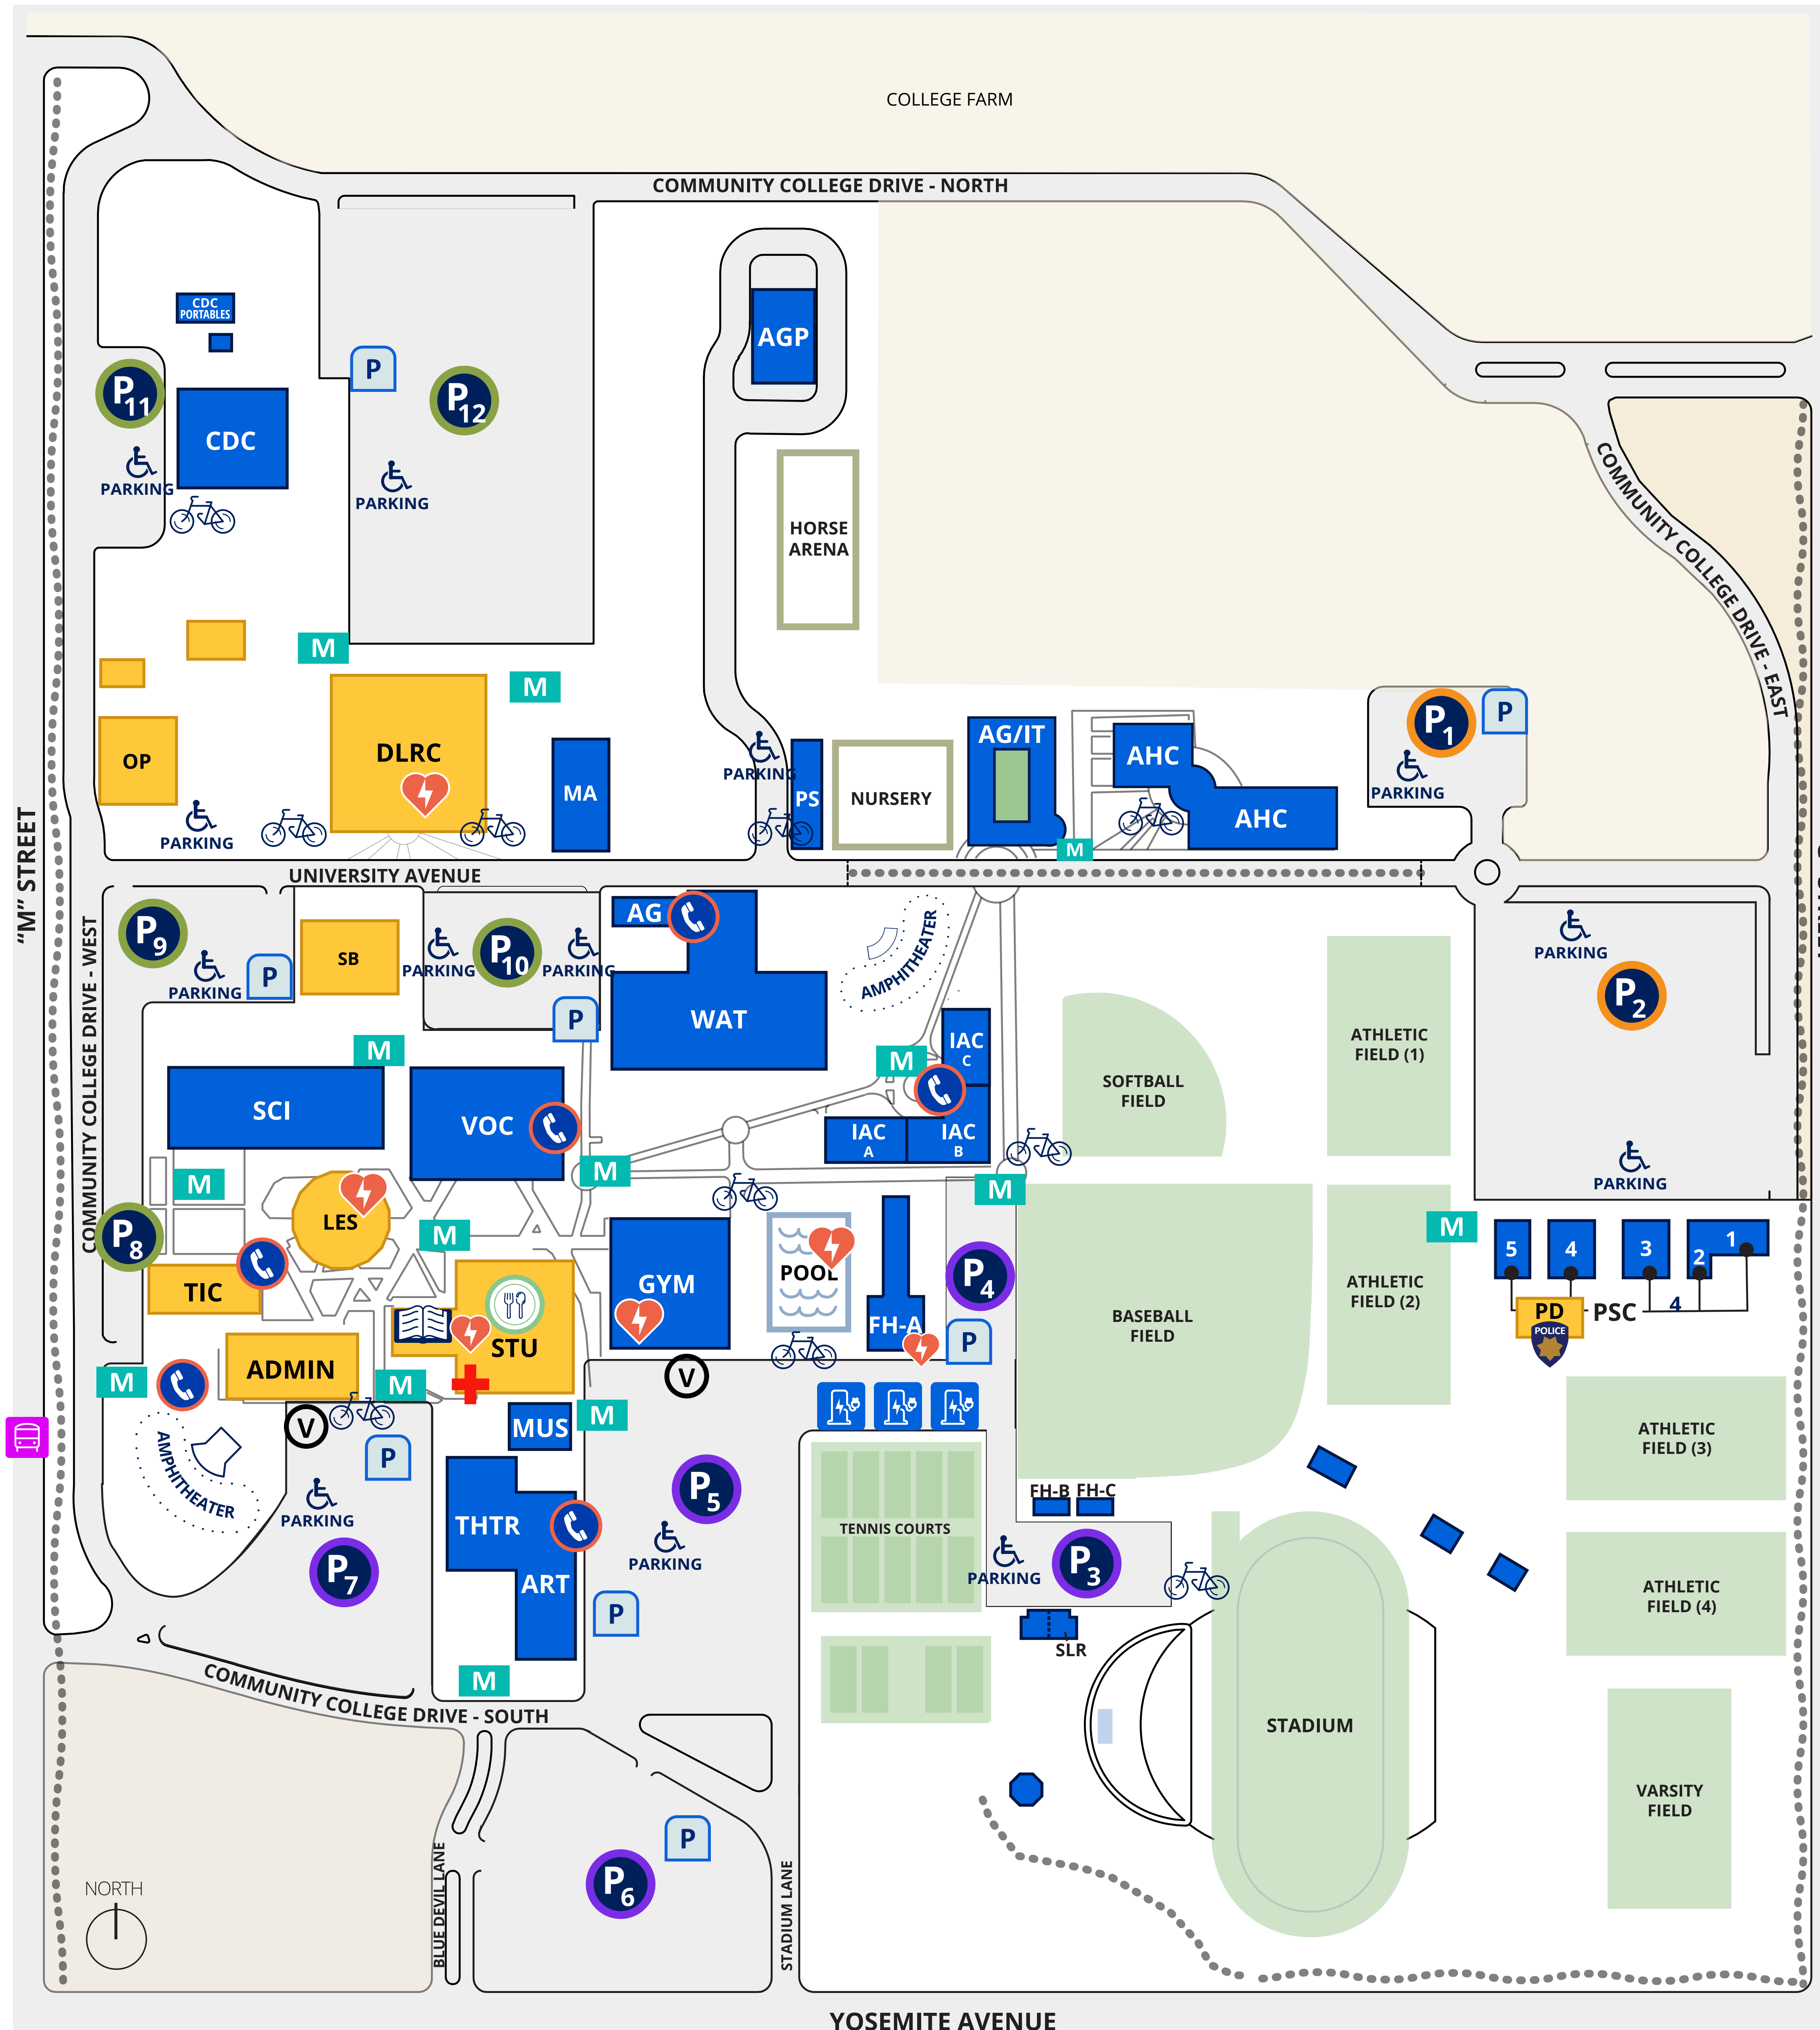 COLLEGE FARM
COMMUNITY COLLEGE DRIVE - NORTH
CDC
PORTABLES
AGP
P
P11
P12
CDC
PARKING
PARKING
HORSE
ARENA
COMMUNITY COLLEGE DRIVE - EAST
M
M
P1
P
OP
DLRC
MA
PARKING
PS
NURSERY
AG/IT
AHC
AHC
PARKING
PARKING
M
"M" STREET
UNIVERSITY AVENUE
COMMUNITY COLLEGE DRIVE - WEST
P9
PARKING
P
SB
PARKING
P10
PARKING
P
AG
WAT
AMPHITHEATER
PARKING
P2
ATHLETIC
FIELD (1)
M
M
IAC
C
SOFTBALL
FIELD
SCI
VOC
IAC
A
IAC
B
PARKING
M
M
M
LES
P8
M
M
TIC
GYM
POOL
P4
FH-A
P
BASEBALL
FIELD
ATHLETIC
FIELD (2)
5
4
3
2
1
PD
POLICE
PSC
4
STU
ADMIN
M
M
V
V
M
MUS
P
AMPHITHEATER
PARKING
P7
THTR
ART
P5
PARKING
P
TENNIS COURTS
FH-B
FH-C
PARKING
P3
SLR
ATHLETIC
FIELD (3)
ATHLETIC
FIELD (4)
M
COMMUNITY COLLEGE DRIVE - SOUTH
STADIUM
VARSITY
FIELD
P
P6
BLUE DEVIL LANE
STADIUM LANE
NORTH
YOSEMITE AVENUE